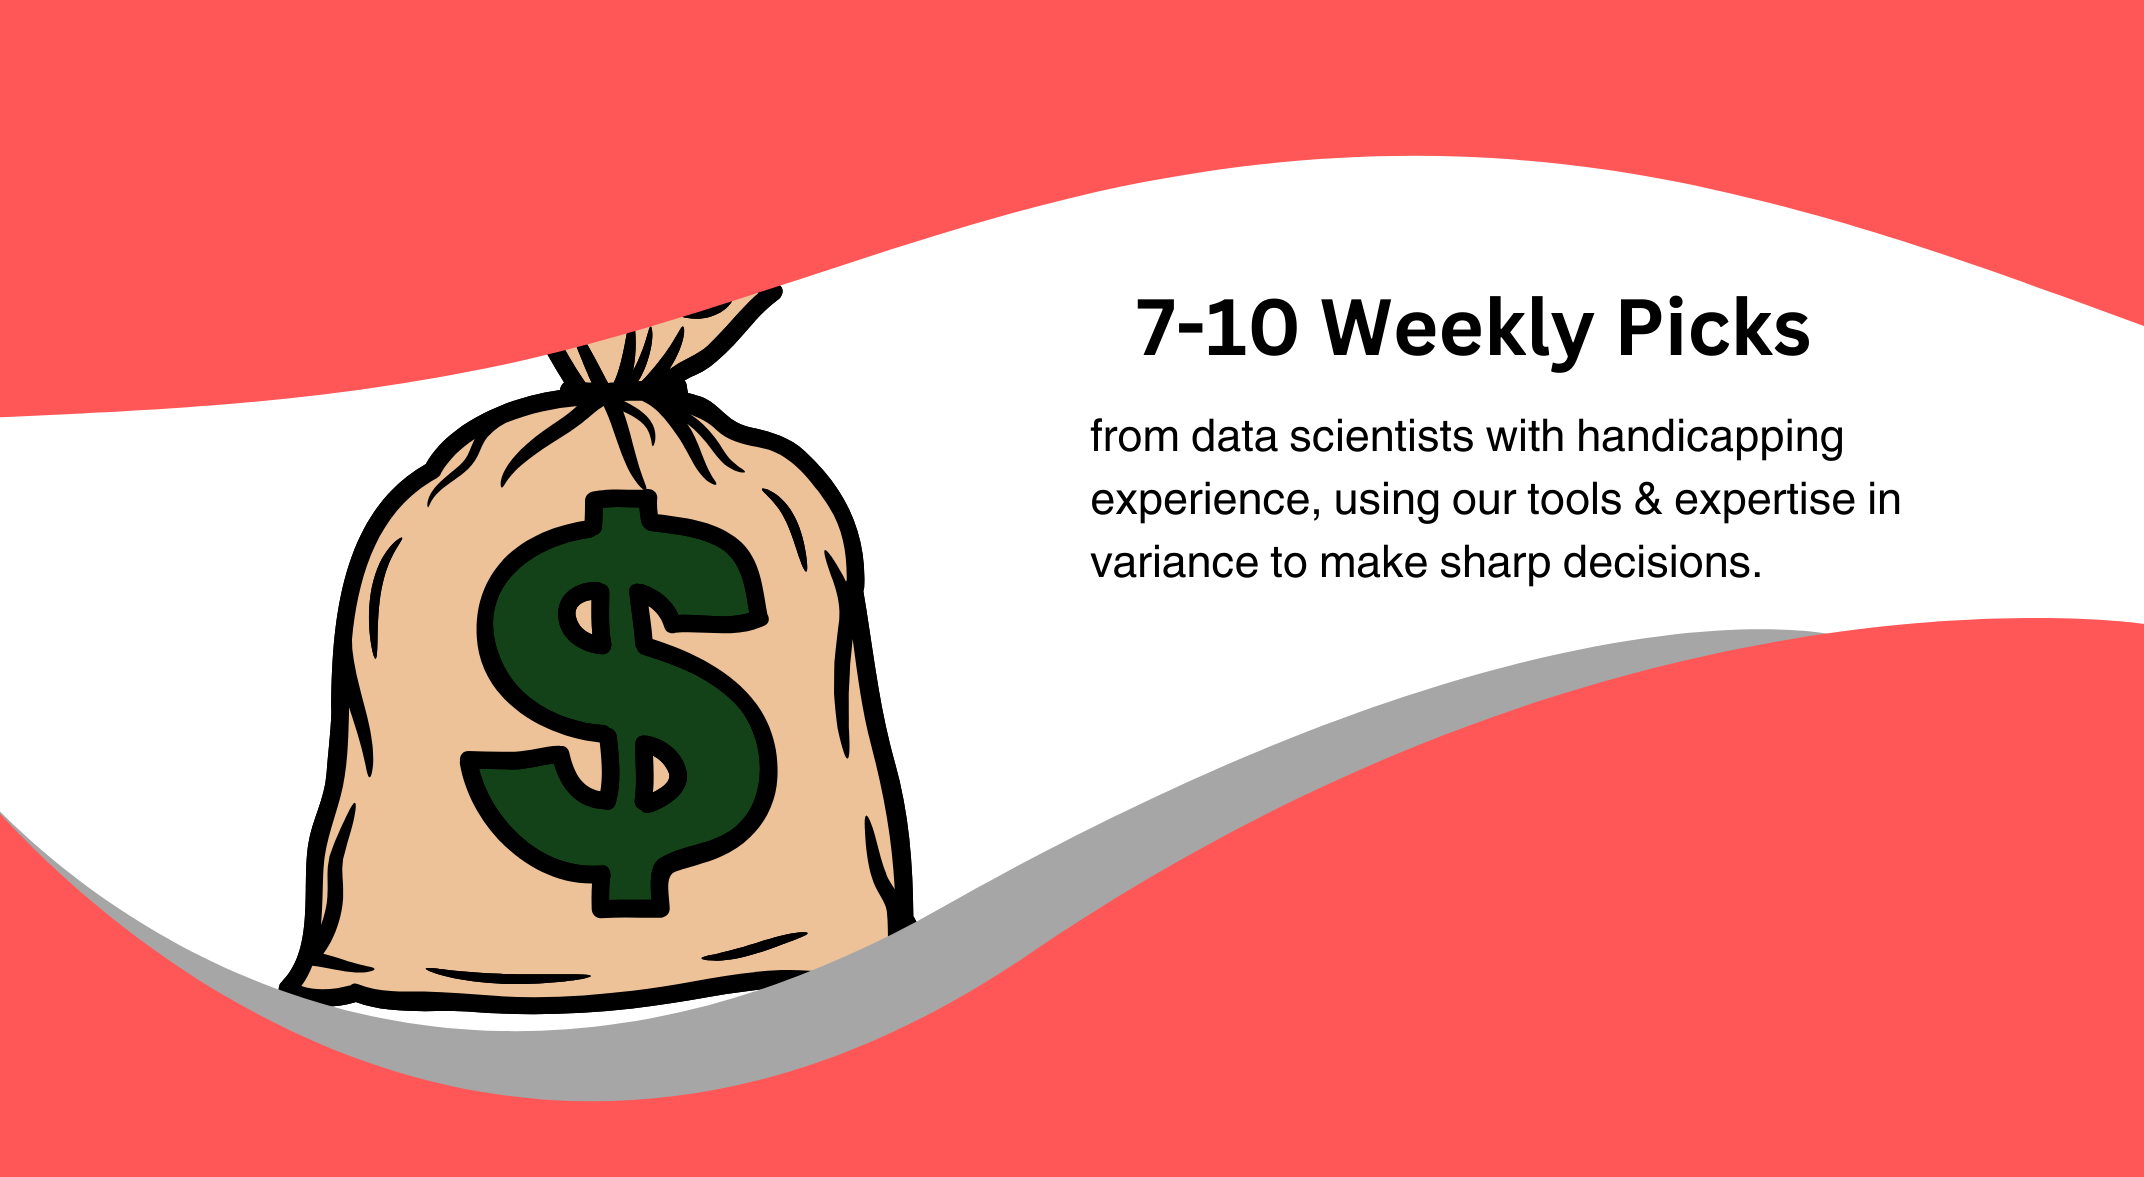 7-10 Weekly Picks
from data scientists with handicapping
experience, using our tools & expertise in
variance to make sharp decisions.
$